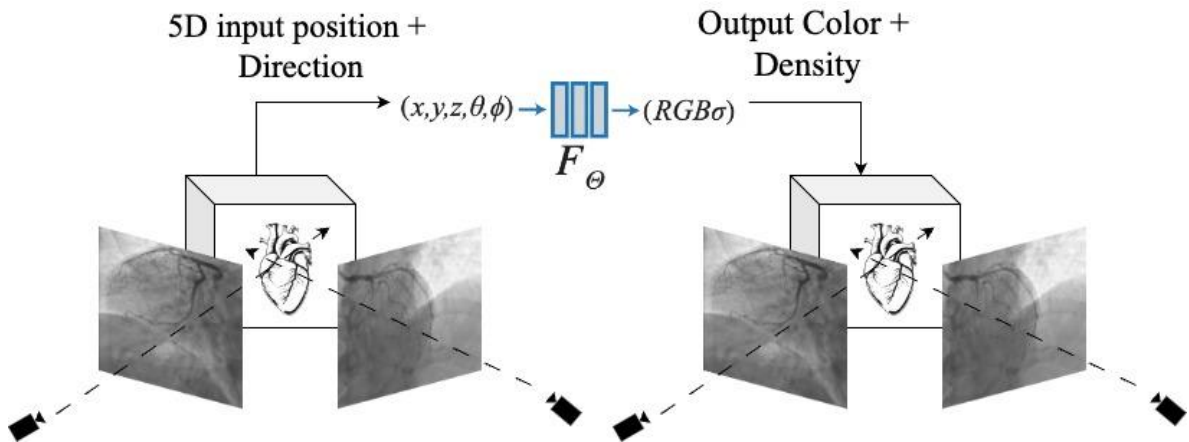 5D input position +
Direction
Output Color +
Density
(x,y,z,θ,ϕ)
(RGBσ)
F_Θ